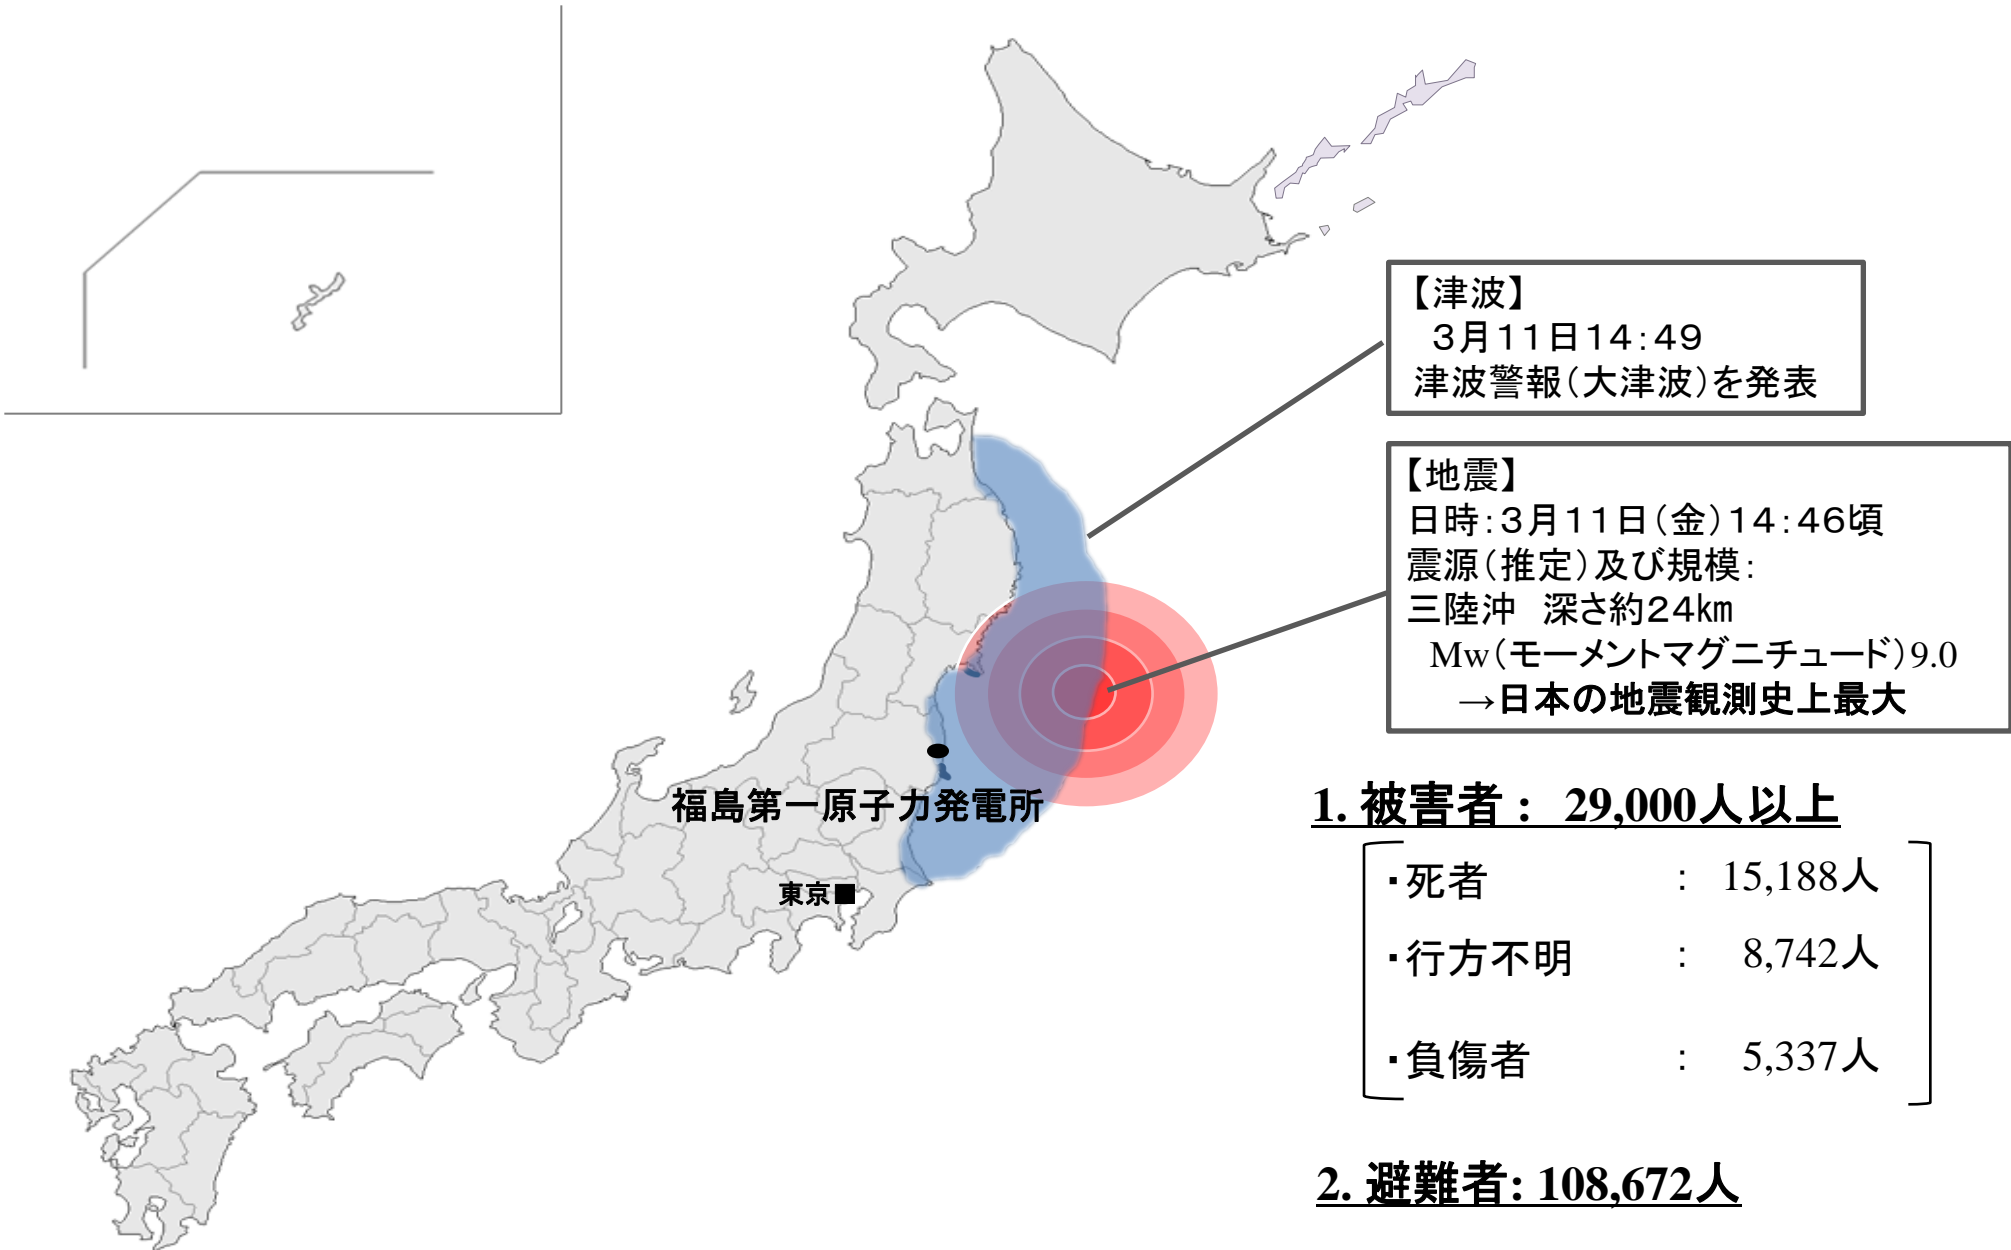 【津波】
３月１１日１４：４９
津波警報（大津波）を発表
【地震】
日時：３月１１日（金）１４：４６頃
震源（推定）及び規模：
三陸沖　深さ約２４㎞
Mw（モーメントマグニチュード）9.0
→日本の地震観測史上最大
福島第一原子力発電所
東京■
1. 被害者： 29,000人以上
・死者 ： 15,188人
・行方不明 ： 8,742人
・負傷者 ： 5,337人
2. 避難者: 108,672人